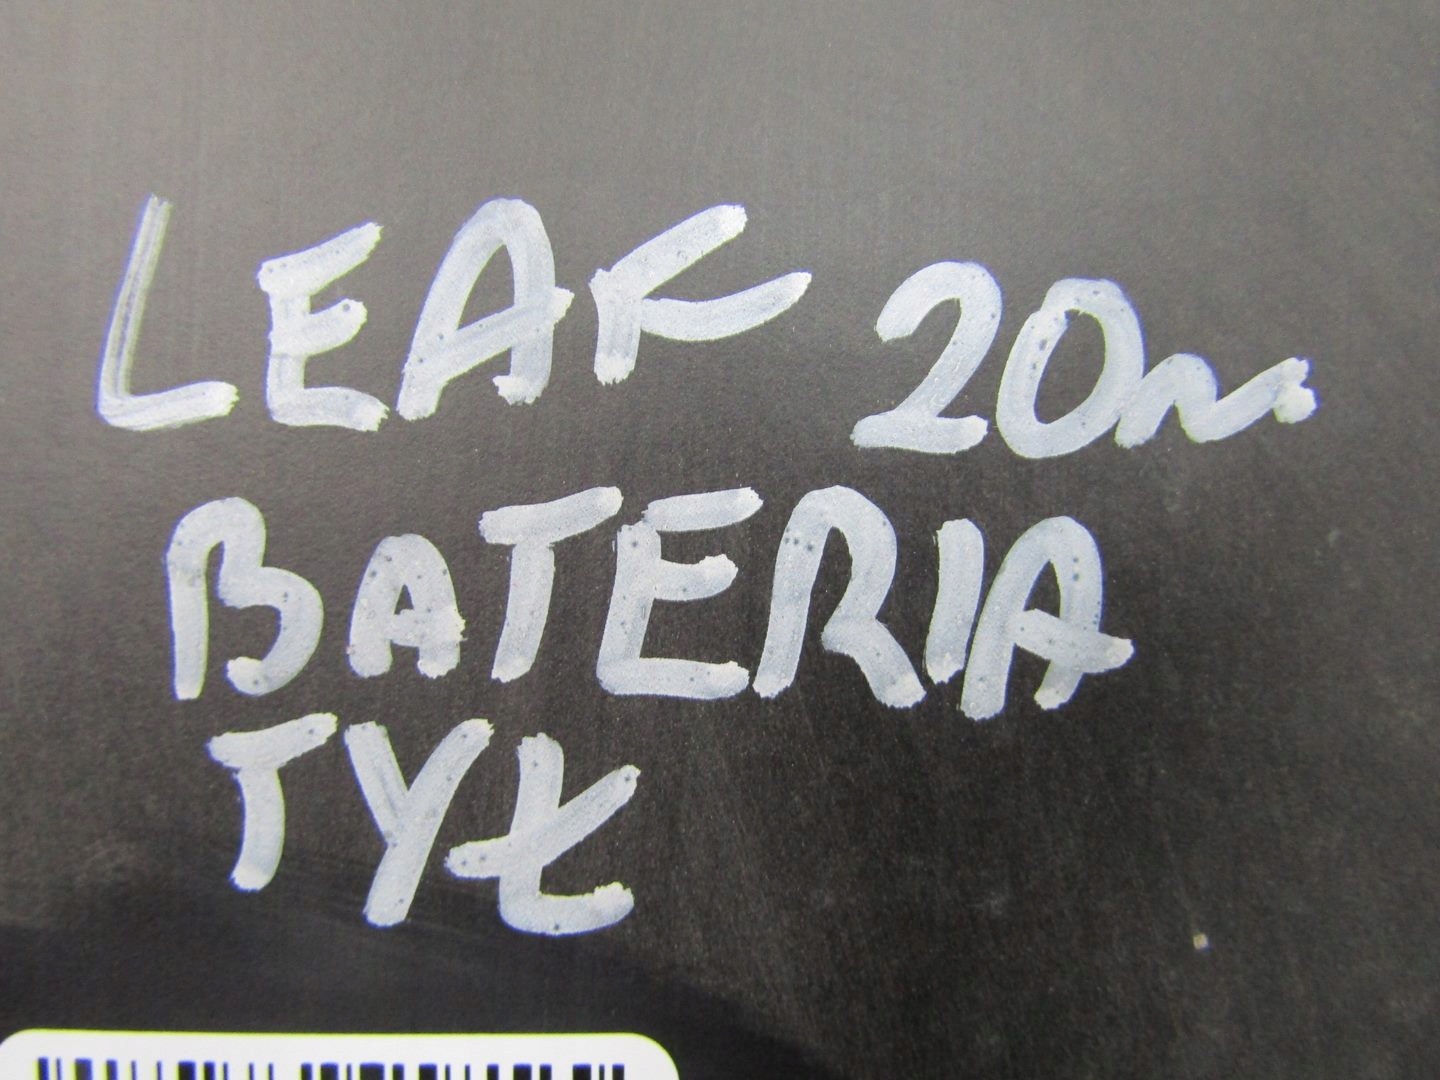 LEAF 20r.
BATERIA
TYŁ